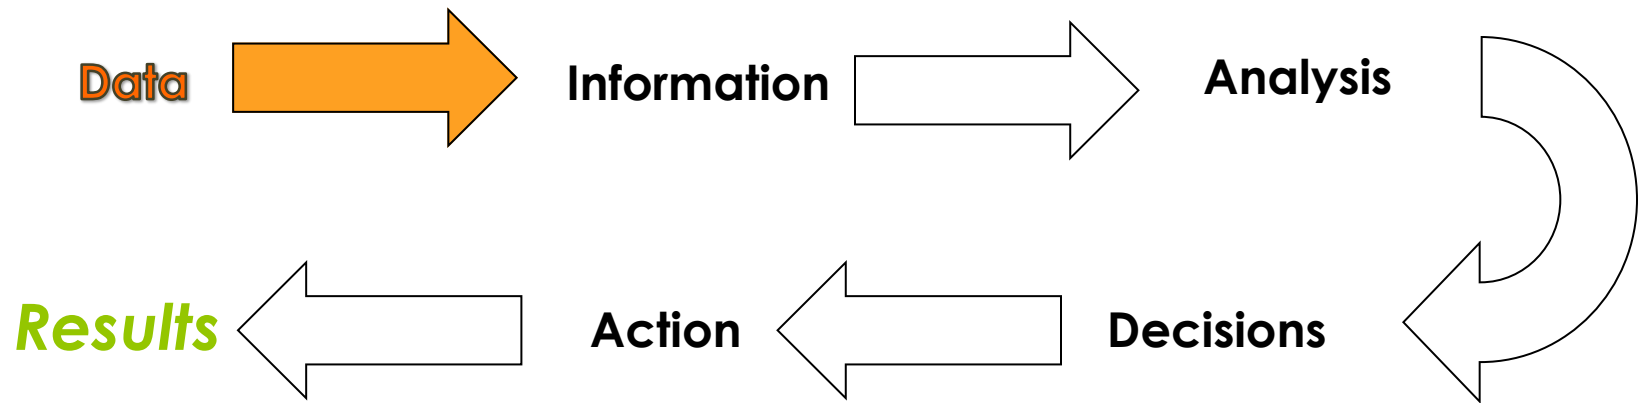 Data
Information
Analysis
Decisions
Action
Results